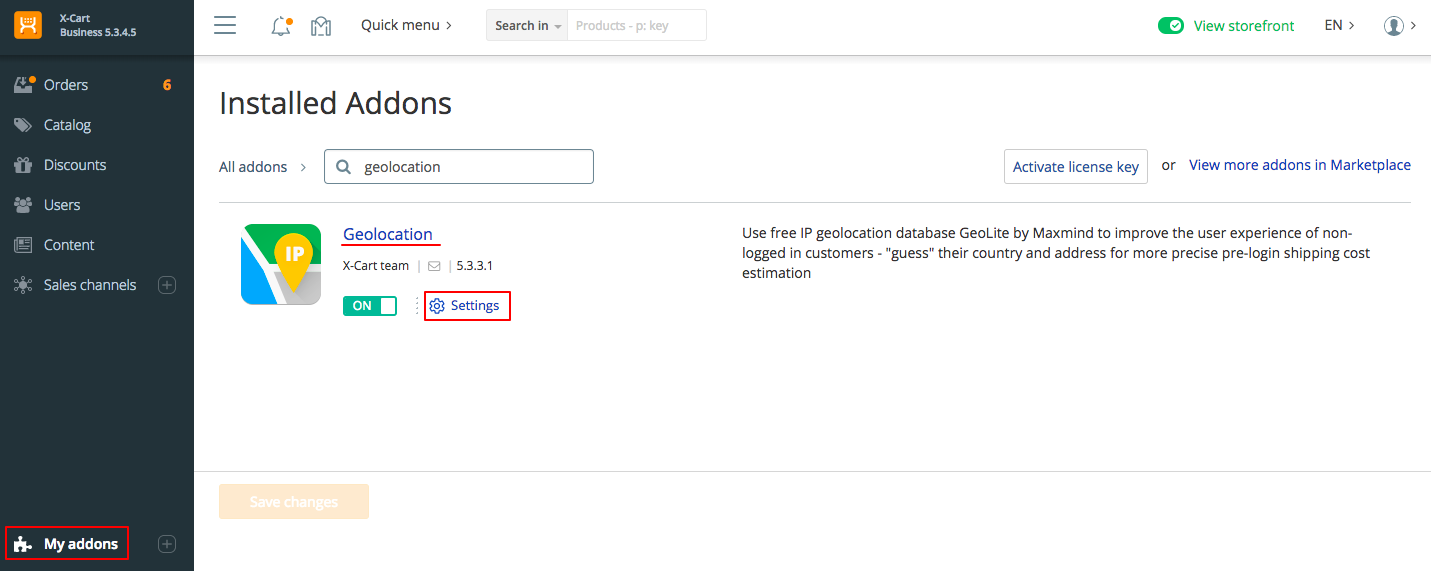 X-Cart
Business 5.3.4.5
Quick menu
Search in
Products - p: key
View storefront
EN
Orders
6
Catalog
Discounts
Users
Content
Sales channels
My addons
Installed Addons
All addons
geolocation
Activate license key
or
View more addons in Marketplace
IP
Geolocation
X-Cart team | | 5.3.3.1
ON
Settings
Use free IP geolocation database GeoLite by Maxmind to improve the user experience of non-
logged in customers - "guess" their country and address for more precise pre-login shipping cost
estimation
Save changes